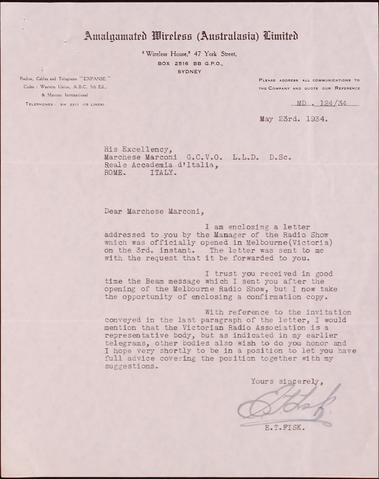 Amalgamated Wireless (Australasia) Limited
"Wireless House," 47 York Street,
BOX 2516 BB G.P.O.,
SYDNEY
Radios, Cables and Telegrams "EXPANSE."
Codes: Western Union, A.B.C. 5th Ed.,
& Marconi International
TELEPHONES:
PLEASE ADDRESS ALL COMMUNICATIONS TO
THE COMPANY AND QUOTE OUR REFERENCE
MD. 124/34
May 23rd. 1934.
His Excellency,
Marchese Marconi G.C.V.O. L.L.D. D.Sc.
Reale Accademia d'Italia,
ROME. ITALY.
Dear Marchese Marconi,
I am enclosing a letter
addressed to you by the Manager of the Radio Show
which was officially opened in Melbourne(Victoria)
on the 3rd. instant. The letter was sent to me
with the request that it be forwarded to you.
I trust you received in good
time the Beam message which I sent you after the
opening of the Melbourne Radio Show, but I now take
the opportunity of enclosing a confirmation copy.
With reference to the invitation
conveyed in the last paragraph of the letter, I would
mention that the Victorian Radio Association is a
representative body, but as indicated in my earlier
telegrams, other bodies also wish to do you honor and
I hope very shortly to be in a position to let you have
full advice covering the position together with my
suggestions.
Yours sincerely,
E.T.Fisk
E.T.FISK.